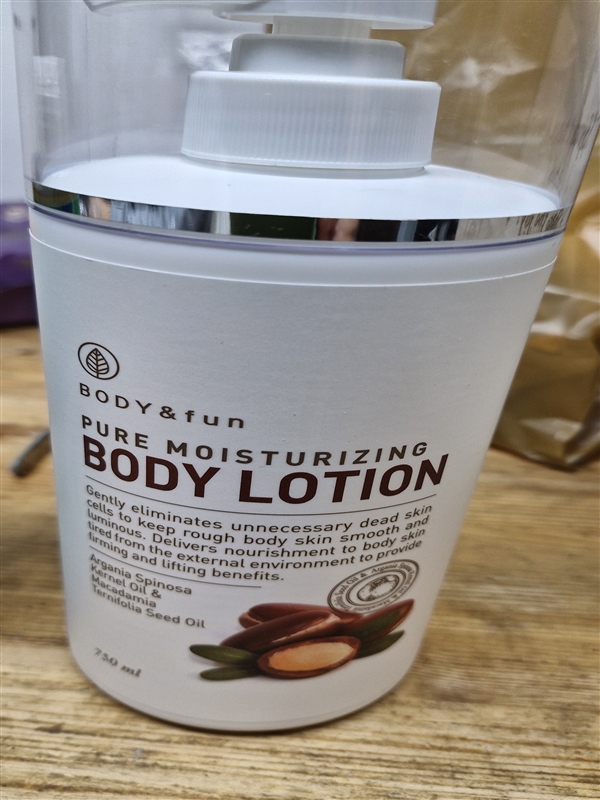 BODY & fun
PURE MOISTURIZING
BODY LOTION
Gently eliminates unnecessary dead skin
cells to keep rough body skin smooth and
luminous. Delivers nourishment to body skin
tired from the external environment to provide
firming and lifting benefits.
Argania Spinosa
Kernel Oil &
Macadamia
Ternifolia Seed Oil
750 ml